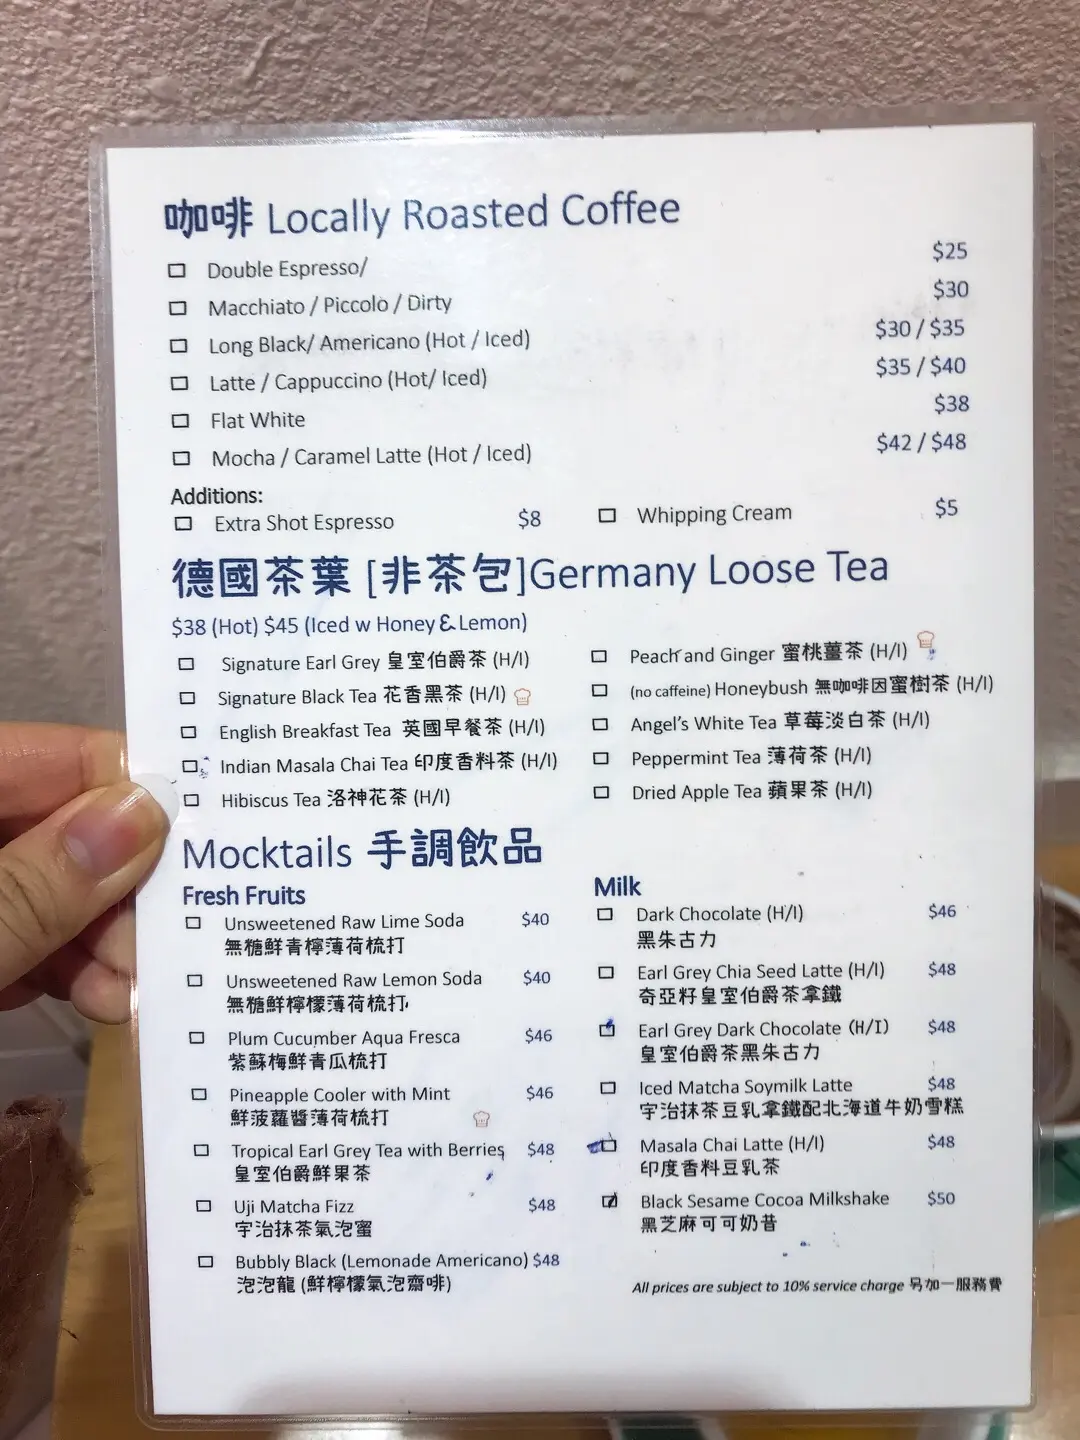 咖啡 Locally Roasted Coffee
Double Espresso/ $25
Macchiato / Piccolo / Dirty $30
Long Black/ Americano (Hot / Iced) $30 / $35
Latte / Cappuccino (Hot/ Iced) $35 / $40
Flat White $38
Mocha / Caramel Latte (Hot / Iced) $42 / $48
Additions:
Extra Shot Espresso $8 Whipping Cream $5
德國茶葉 [非茶包]Germany Loose Tea
$38 (Hot) $45 (Iced w Honey & Lemon)
Signature Earl Grey 皇室伯爵茶 (H/I)
Signature Black Tea 花香黑茶 (H/I)
English Breakfast Tea 英國早餐茶 (H/I)
Indian Masala Chai Tea 印度香料茶 (H/I)
Hibiscus Tea 洛神花茶 (H/I)
Peach and Ginger 蜜桃薑茶 (H/I)
(no caffeine) Honeybush 無咖啡因蜜樹茶 (H/I)
Angel's White Tea 草莓淡白茶 (H/I)
Peppermint Tea 薄荷茶 (H/I)
Dried Apple Tea 蘋果茶 (H/I)
Mocktails 手調飲品
Fresh Fruits
Unsweetened Raw Lime Soda $40
無糖鮮青檸薄荷梳打
Unsweetened Raw Lemon Soda $40
無糖鮮檸檬薄荷梳打
Plum Cucumber Aqua Fresca $46
紫蘇梅鮮青瓜梳打
Pineapple Cooler with Mint $46
鮮菠蘿醬薄荷梳打
Tropical Earl Grey Tea with Berries $48
皇室伯爵鮮果茶
Uji Matcha Fizz $48
宇治抹茶氣泡蜜
Bubbly Black (Lemonade Americano) $48
泡泡龍 (鮮檸檬氣泡齋啡)
Milk
Dark Chocolate (H/I) $46
黑朱古力
Earl Grey Chia Seed Latte (H/I) $48
奇亞籽皇室伯爵茶拿鐵
Earl Grey Dark Chocolate (H/I) $48
皇室伯爵茶黑朱古力
Iced Matcha Soymilk Latte $48
宇治抹茶豆乳拿鐵配北海道牛奶雪糕
Masala Chai Latte (H/I) $48
印度香料豆乳茶
Black Sesame Cocoa Milkshake $50
黑芝麻可可奶昔
All prices are subject to 10% service charge 另加一服務費